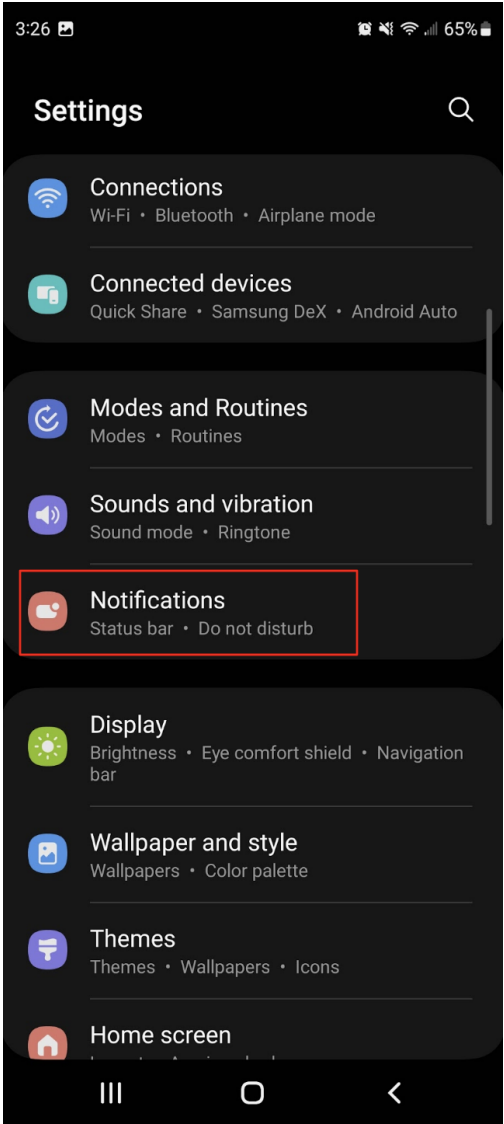 3:26 65%
Settings
Connections
Wi-Fi • Bluetooth • Airplane mode
Connected devices
Quick Share • Samsung DeX • Android Auto
Modes and Routines
Modes • Routines
Sounds and vibration
Sound mode • Ringtone
Notifications
Status bar • Do not disturb
Display
Brightness • Eye comfort shield • Navigation
bar
Wallpaper and style
Wallpapers • Color palette
Themes
Themes • Wallpapers • Icons
Home screen